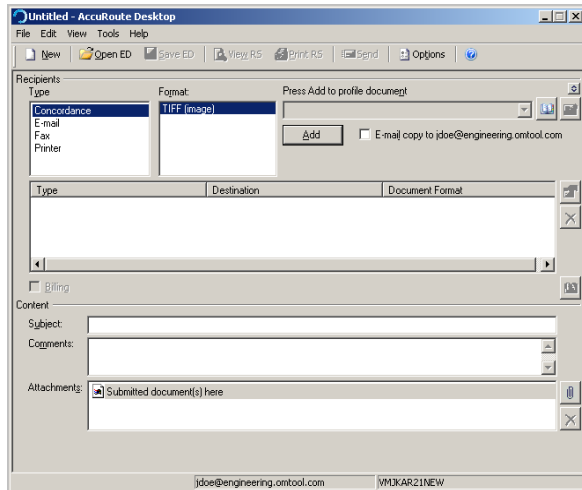 Untitled - AccuRoute Desktop
File Edit View Tools Help
New Open ED Save ED View RS Print RS Send Options
Recipients
Type Format: Press Add to profile document
Concordance TIFF (image)
E-mail
Fax
Printer
Add E-mail copy to jdoe@engineering.omtool.com
Type Destination Document Format
Billing
Content
Subject:
Comments:
Attachments: Submitted document(s) here
jdoe@engineering.omtool.com VMJKAR21NEW